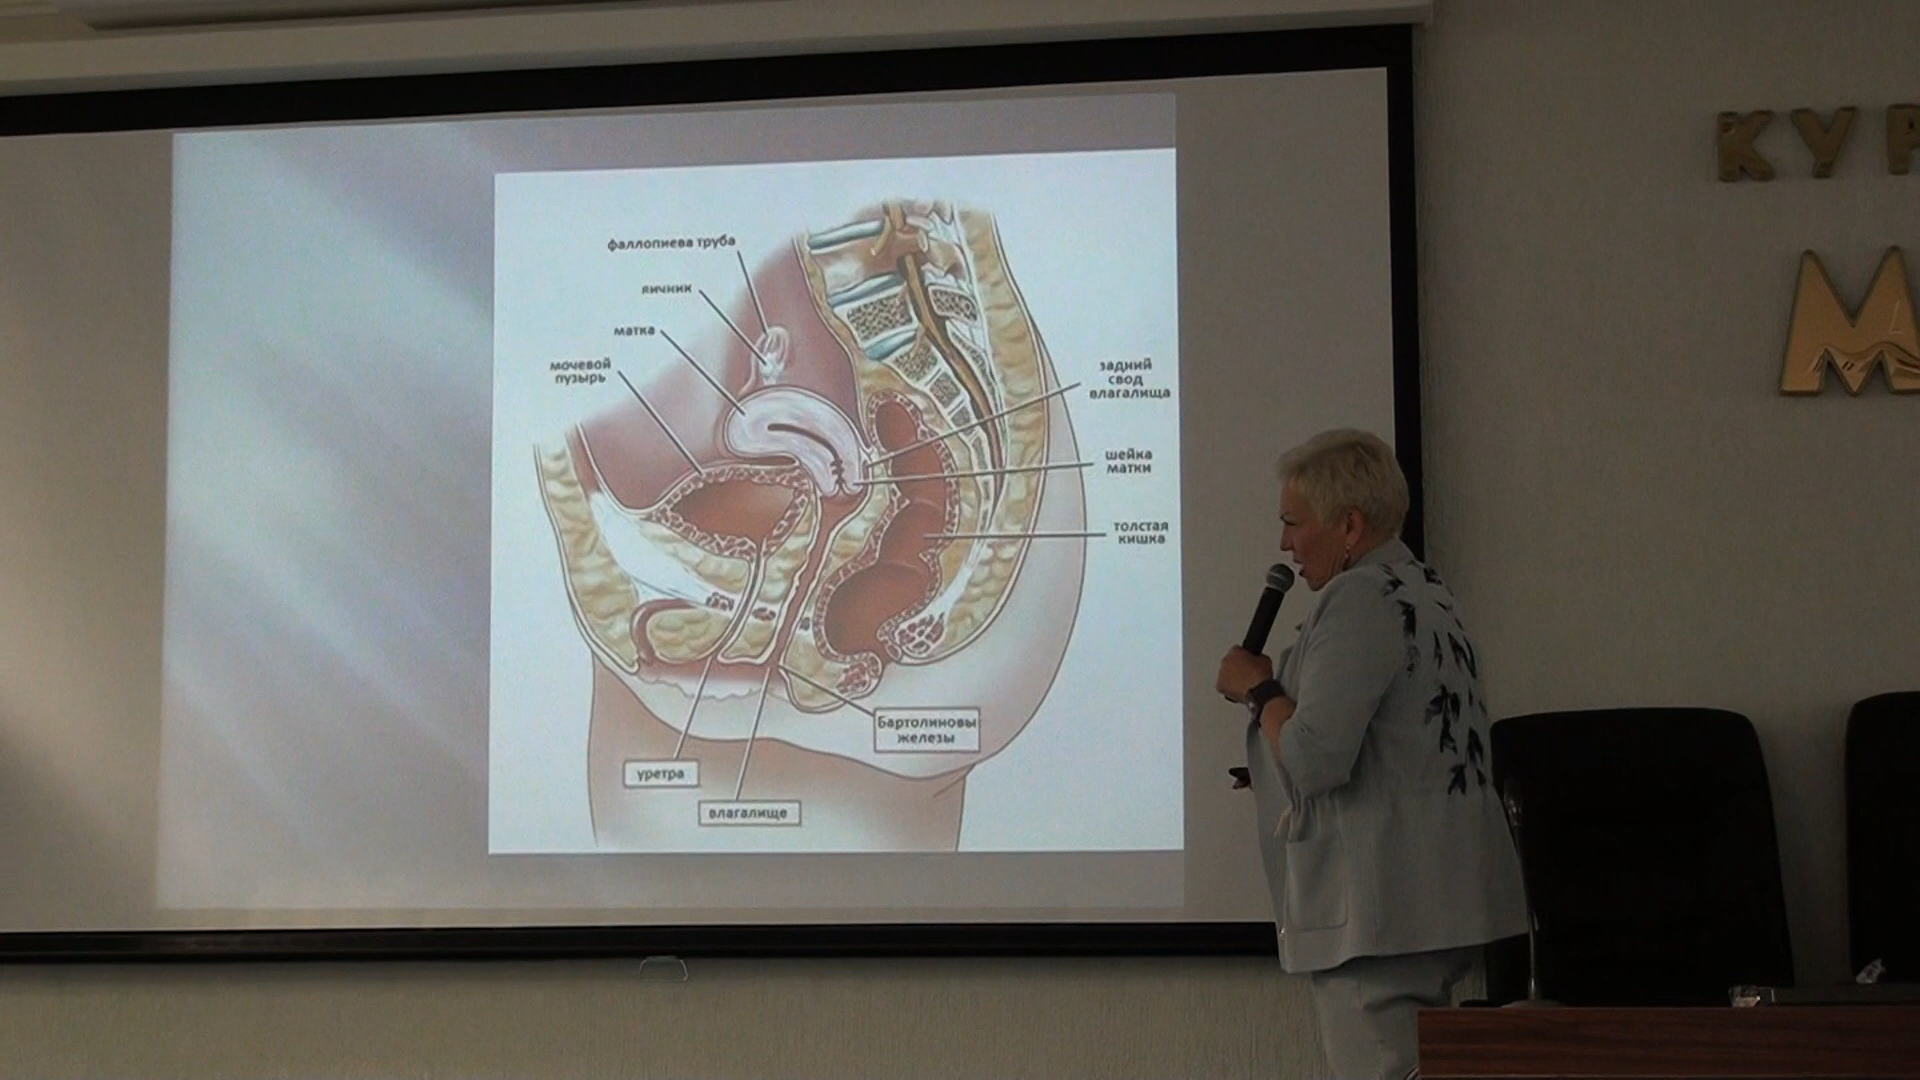 фаллопиева труба
яичник
матка
мочевой
пузырь
задний
свод
влагалища
шейка
матки
толстая
кишка
Бартолиновы
железы
уретра
влагалище
КУР
М